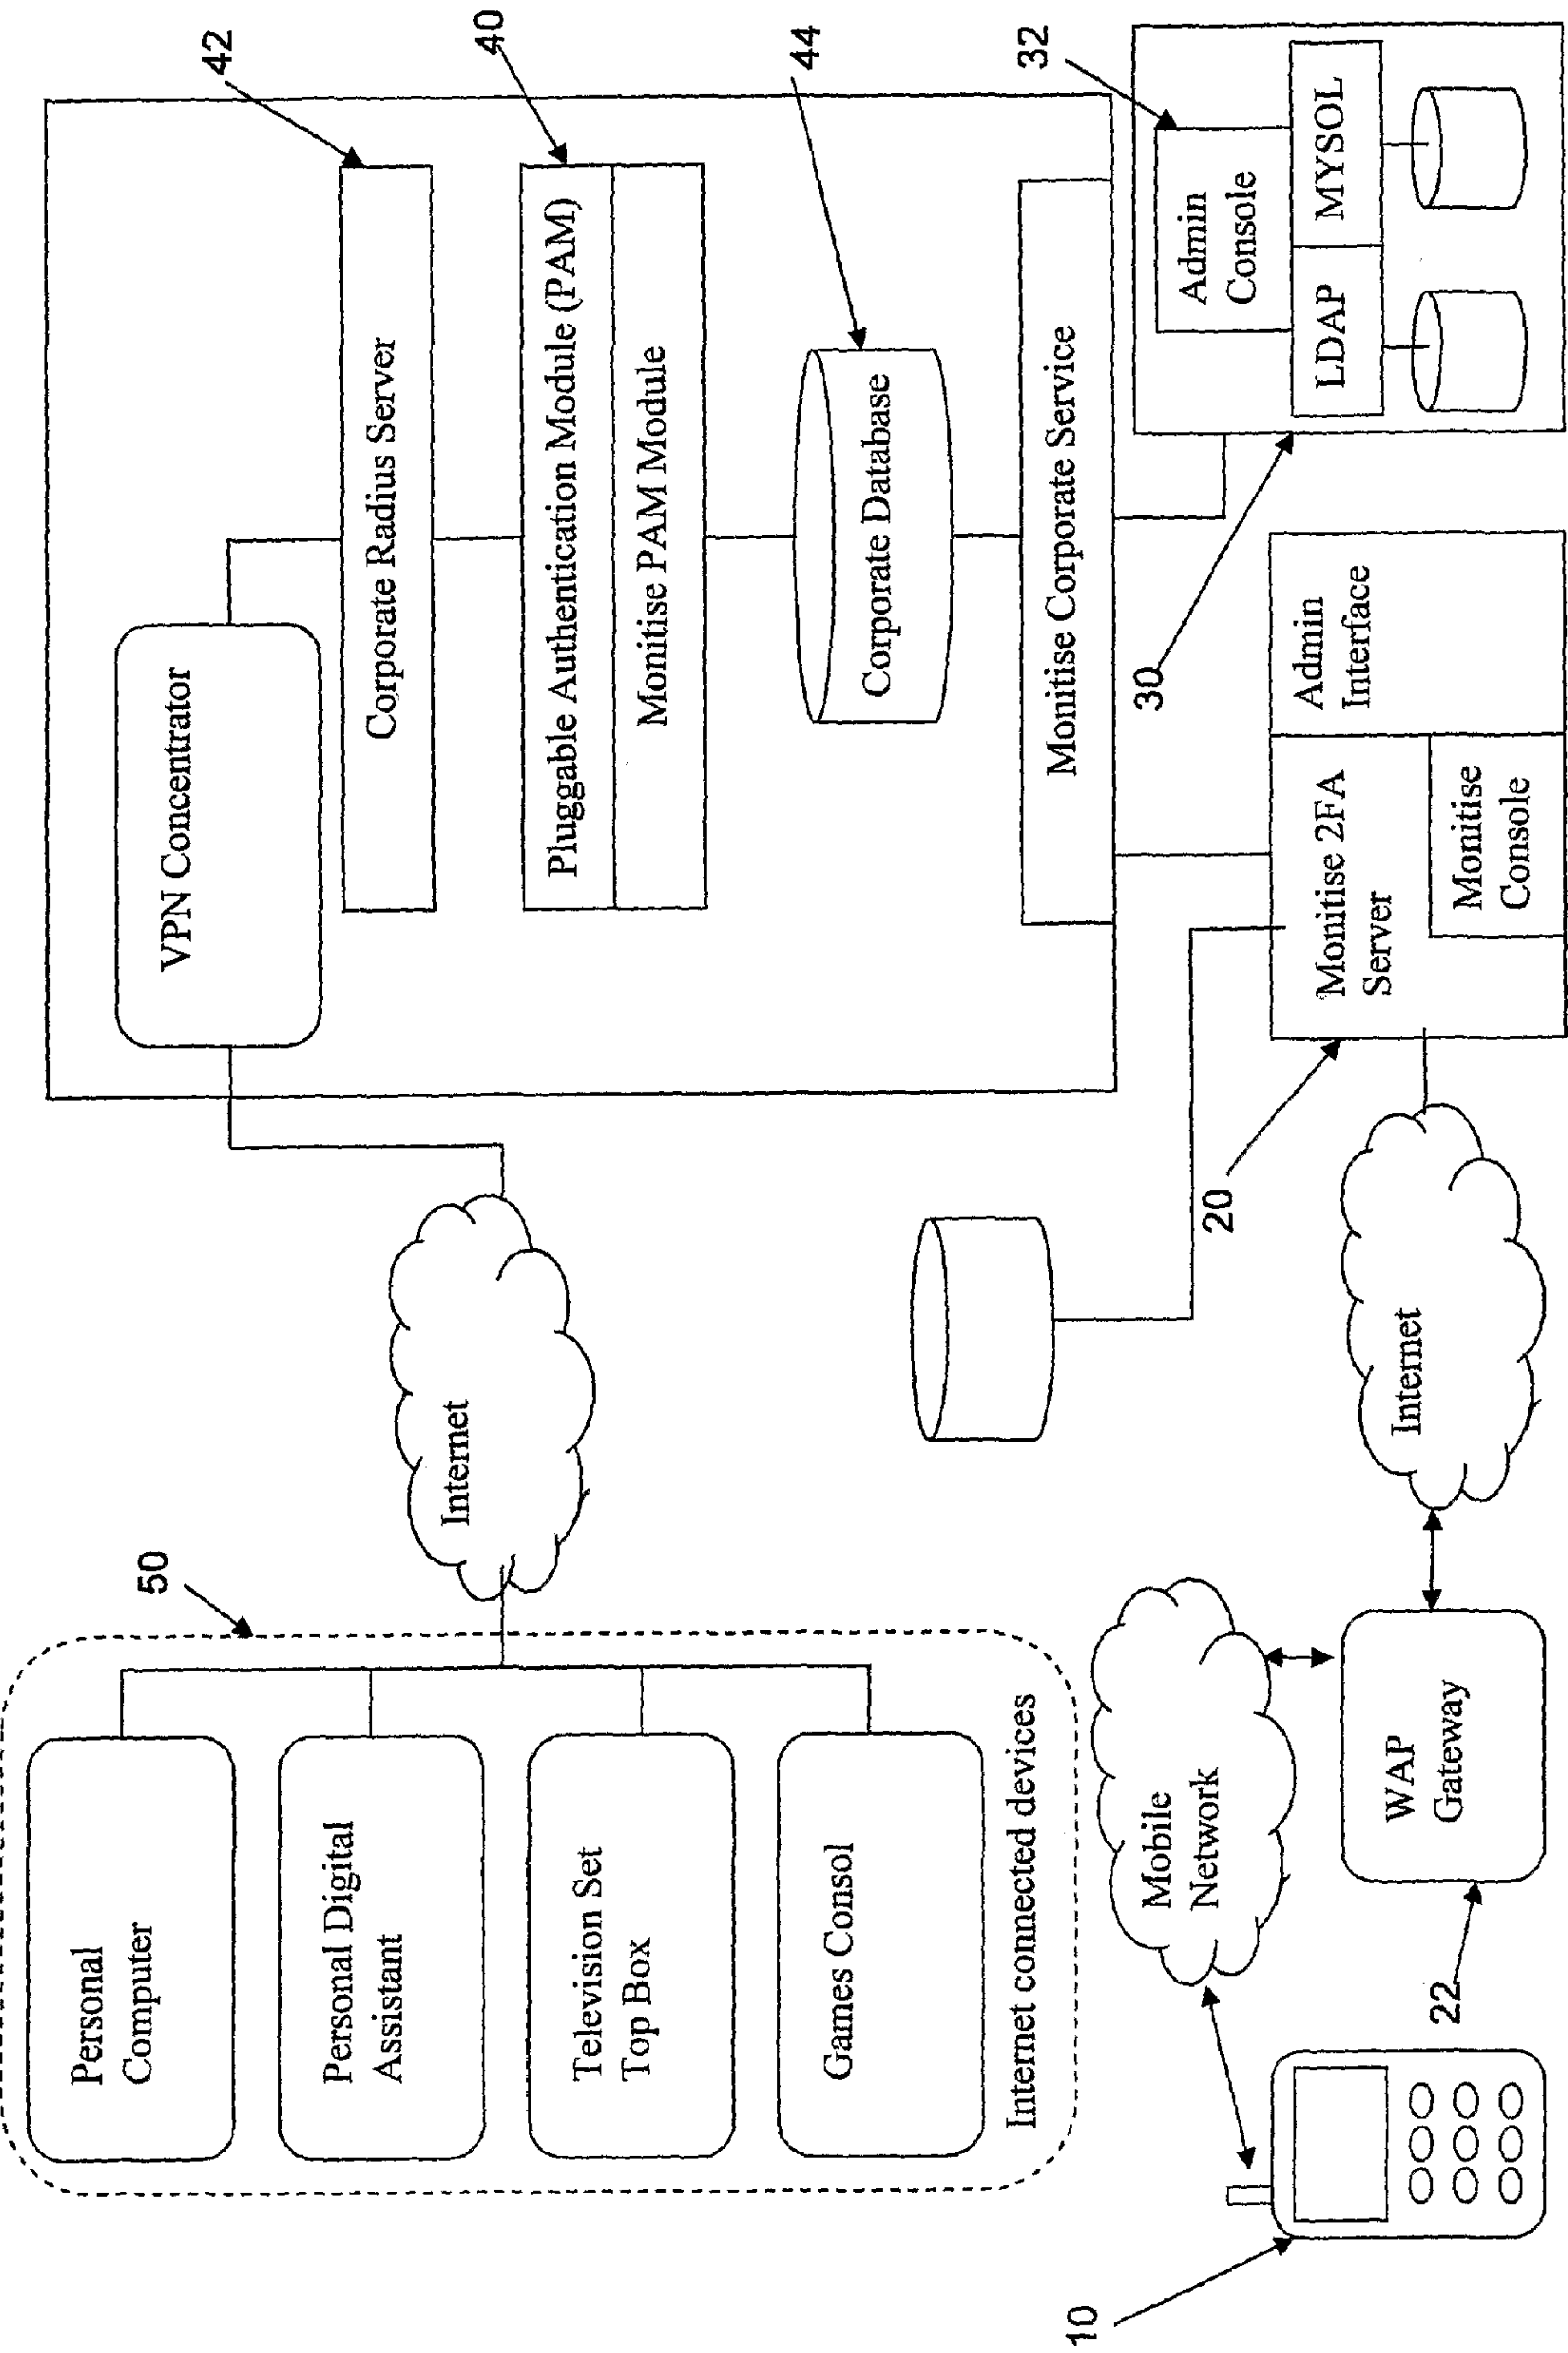 50
Personal
Computer
Personal Digital
Assistant
Television Set
Top Box
Games Consol
Internet connected devices
Internet
VPN Concentrator
42
Corporate Radius Server
40
Pluggable Authentication Module (PAM)
Monitise PAM Module
44
Corporate Database
Monitise Corporate Service
32
Admin
Console
LDAP
MYSQL
30
10
Mobile
Network
22
WAP
Gateway
Internet
20
Monitise 2FA
Server
Admin
Interface
Monitise
Console